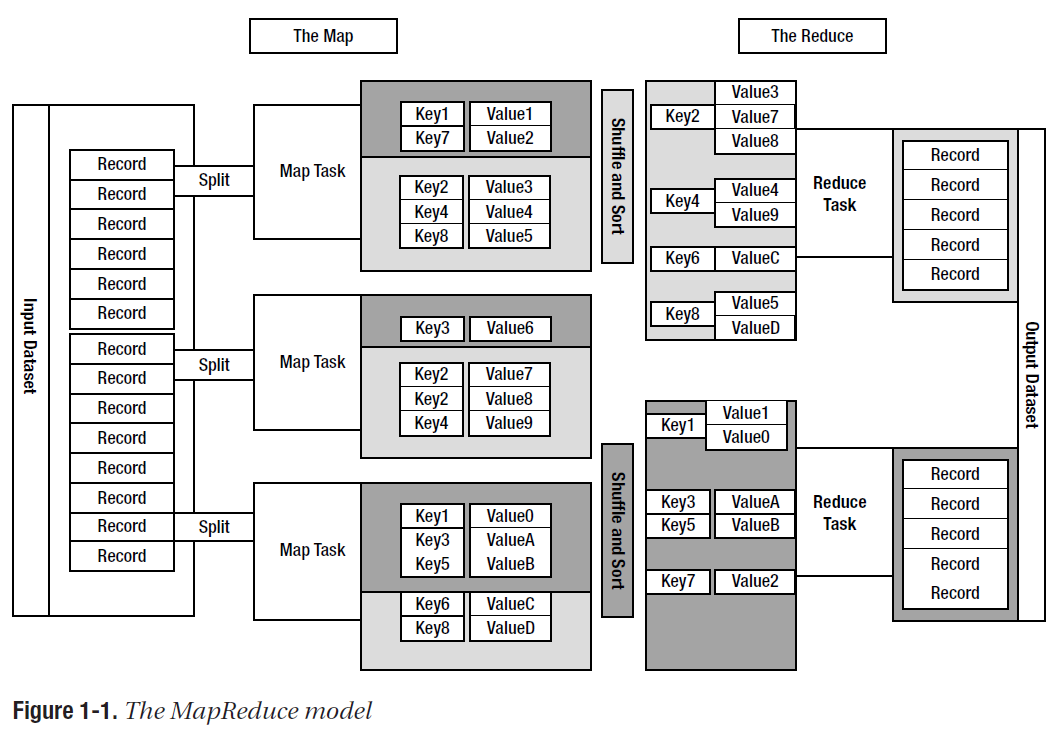 The Map
The Reduce
Input Dataset
Record
Record
Record
Record
Record
Record
Record
Record
Record
Record
Record
Record
Record
Record
Split
Split
Split
Map Task
Key1 Value1
Key7 Value2
Key2 Value3
Key4 Value4
Key8 Value5
Map Task
Key3 Value6
Key2 Value7
Key2 Value8
Key4 Value9
Map Task
Key1 Value0
Key3 ValueA
Key5 ValueB
Key6 ValueC
Key8 ValueD
Shuffle and Sort
Shuffle and Sort
Key2
Value3
Value7
Value8
Key4
Value4
Value9
Key6 ValueC
Key8
Value5
ValueD
Reduce
Task
Record
Record
Record
Record
Record
Key1
Value1
Value0
Key3 ValueA
Key5 ValueB
Key7 Value2
Reduce
Task
Record
Record
Record
Record
Record
Output Dataset
Figure 1-1. The MapReduce model